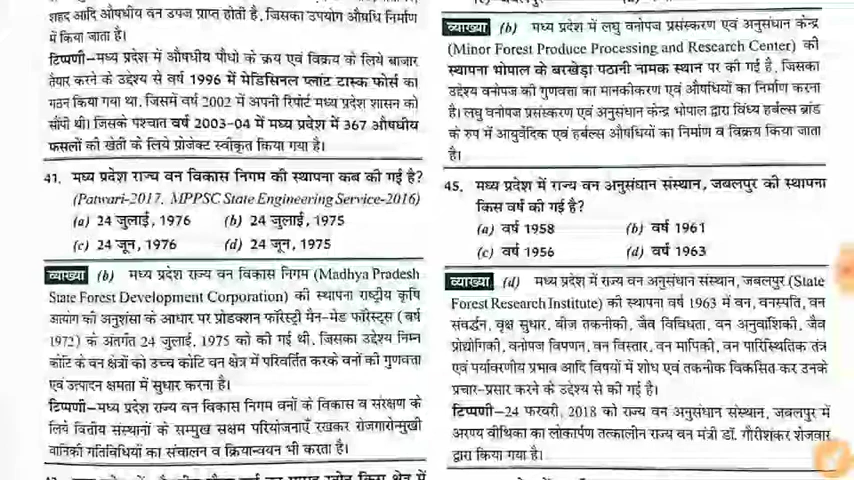 शहद आदि औषधीय वन उपज प्राप्त होती है, जिसका उपयोग औषधि निर्माण
में किया जाता है।
टिप्पणी–मध्य प्रदेश में औषधीय पौधो के क्रय एवं विक्रय के लिये बाजार
तैयार करने के उद्देश्य से वर्ष 1996 में मेडिसिनल प्लांट टास्क फोर्स का
गठन किया गया था, जिसमें वर्ष 2002 में अपनी रिपोर्ट मध्य प्रदेश शासन को
सौंपी थी। जिसके पश्चात वर्ष 2003-04 में मध्य प्रदेश में 367 औषधीय
फसलों की खेती के लिये प्रोजेक्ट स्वीकृत किया गया है।
41. मध्य प्रदेश राज्य वन विकास निगम की स्थापना कब की गई है?
(Patwari-2017, MPPSC State Engineering Service-2016)
(a) 24 जुलाई, 1976 (b) 24 जुलाई, 1975
(c) 24 जून, 1976 (d) 24 जून, 1975
व्याख्या (b) मध्य प्रदेश राज्य वन विकास निगम (Madhya Pradesh
State Forest Development Corporation) की स्थापना राष्ट्रीय कृषि
आयोग की अनुशंसा के आधार पर प्रोडक्शन फॉरेस्ट्री मैन-मेड फॉरेस्ट्स (वर्ष
1972) के अंतर्गत 24 जुलाई, 1975 को की गई थी, जिसका उद्देश्य निम्न
कोटि के वन क्षेत्रों को उच्च कोटि वन क्षेत्र में परिवर्तित करके वनों की गुणवत्ता
एवं उत्पादन क्षमता में सुधार करना है।
टिप्पणी–मध्य प्रदेश राज्य वन विकास निगम वनों के विकास व संरक्षण के
लिये वित्तीय संस्थानों के सम्मुख सक्षम परियोजनाएँ रखकर रोजगारोन्मुखी
वानिकी गतिविधियों का संचालन व क्रियान्वयन भी करता है।
व्याख्या (b) मध्य प्रदेश में लघु वनोपज प्रसंस्करण एवं अनुसंधान केन्द्र
(Minor Forest Produce Processing and Research Center) की
स्थापना भोपाल के बरखेड़ा पठानी नामक स्थान पर की गई है, जिसका
उद्देश्य वनोपज की गुणवत्ता का मानकीकरण एवं औषधियों का निर्माण करना
है। लघु वनोपज प्रसंस्करण एवं अनुसंधान केन्द्र भोपाल द्वारा विंध्य हर्बल्स ब्रांड
के रुप में आयुर्वेदिक एवं हर्बल्स औषधियों का निर्माण व विक्रय किया जाता
है।
45. मध्य प्रदेश में राज्य वन अनुसंधान संस्थान, जबलपुर की स्थापना
किस वर्ष की गई है?
(a) वर्ष 1958 (b) वर्ष 1961
(c) वर्ष 1956 (d) वर्ष 1963
व्याख्या (d) मध्य प्रदेश में राज्य वन अनुसंधान संस्थान, जबलपुर (State
Forest Research Institute) की स्थापना वर्ष 1963 में वन, वनस्पति, वन
संवर्द्धन, वृक्ष सुधार, बीज तकनीकी, जैव विविधता, वन अनुवांशिकी, जैव
प्रोद्योगिकी, वनोपज विपणन, वन विस्तार, वन मापिकी, वन पारिस्थितिक तंत्र
एवं पर्यावरणीय प्रभाव आदि विषयों में शोध एवं तकनीक विकसित कर उनके
प्रचार-प्रसार करने के उद्देश्य से की गई है।
टिप्पणी–24 फरवरी, 2018 को राज्य वन अनुसंधान संस्थान, जबलपुर में
अरण्य वीथिका का लोकार्पण तत्कालीन राज्य वन मंत्री डॉ. गौरीशंकर शेजवार
द्वारा किया गया है।